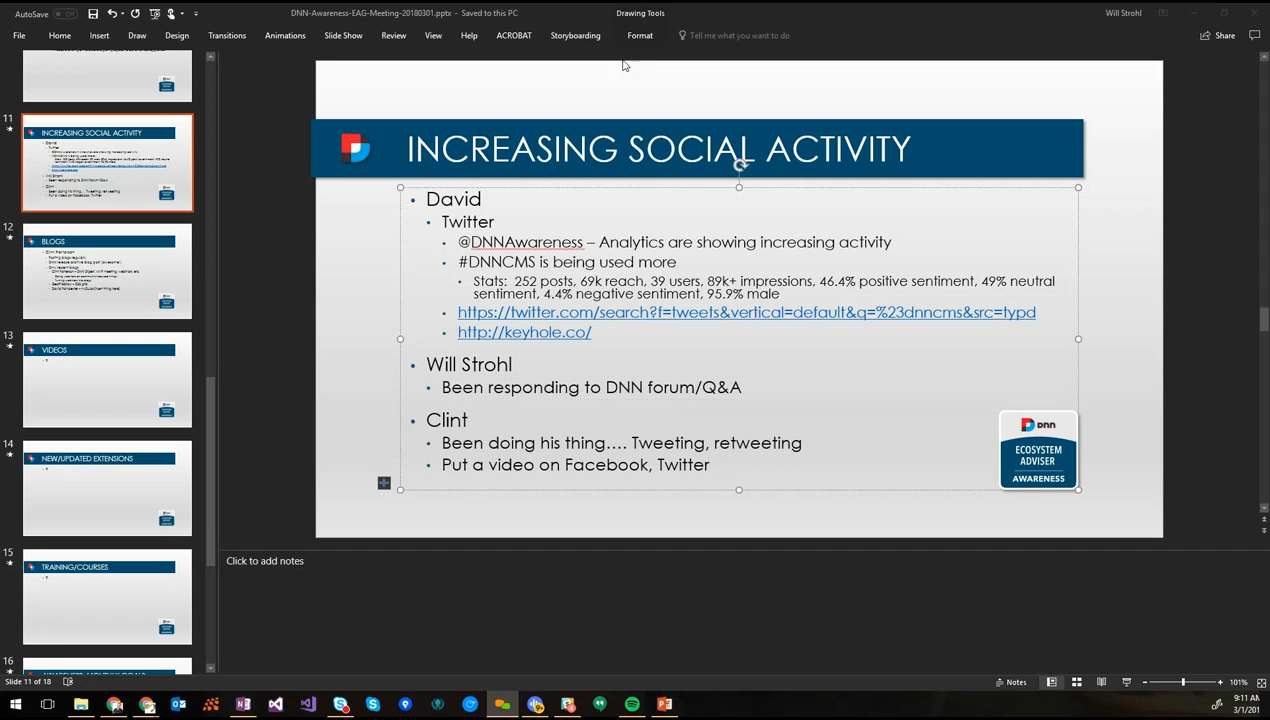 AutoSave
Off
DNN-Awareness-EAG-Meeting-20180301.pptx - Saved to this PC
Drawing Tools
Will Strohl
File Home Insert Draw Design Transitions Animations Slide Show Review View Help ACROBAT Storyboarding Format Tell me what you want to do Share
11
INCREASING SOCIAL ACTIVITY
12
BLOGS
13
VIDEOS
14
NEW/UPDATED EXTENSIONS
15
TRAINING/COURSES
16
INCREASING SOCIAL ACTIVITY
David
Twitter
@DNNAwareness – Analytics are showing increasing activity
#DNNCMS is being used more
Stats: 252 posts, 69k reach, 39 users, 89k+ impressions, 46.4% positive sentiment, 49% neutral
sentiment, 4.4% negative sentiment, 95.9% male
https://twitter.com/search?f=tweets&vertical=default&q=%23dnncms&src=typd
http://keyhole.co/
Will Strohl
Been responding to DNN forum/Q&A
Clint
Been doing his thing…. Tweeting, retweeting
Put a video on Facebook, Twitter
dnn
ECOSYSTEM
ADVISER
AWARENESS
Click to add notes
Slide 11 of 18
Notes
101%
9:11 AM
3/1/201